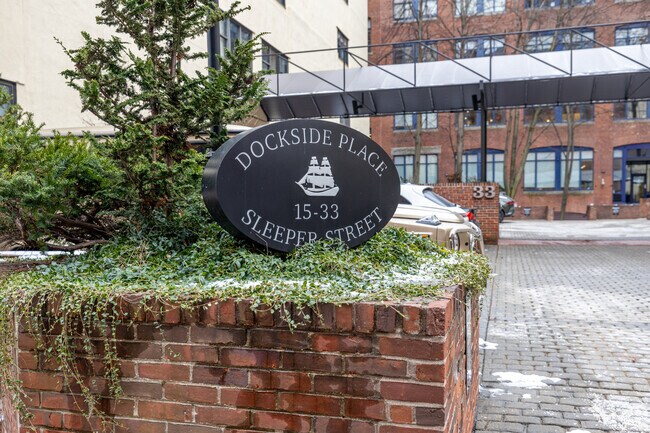 DOCKSIDE PLACE
15-33
SLEEPER STREET
33